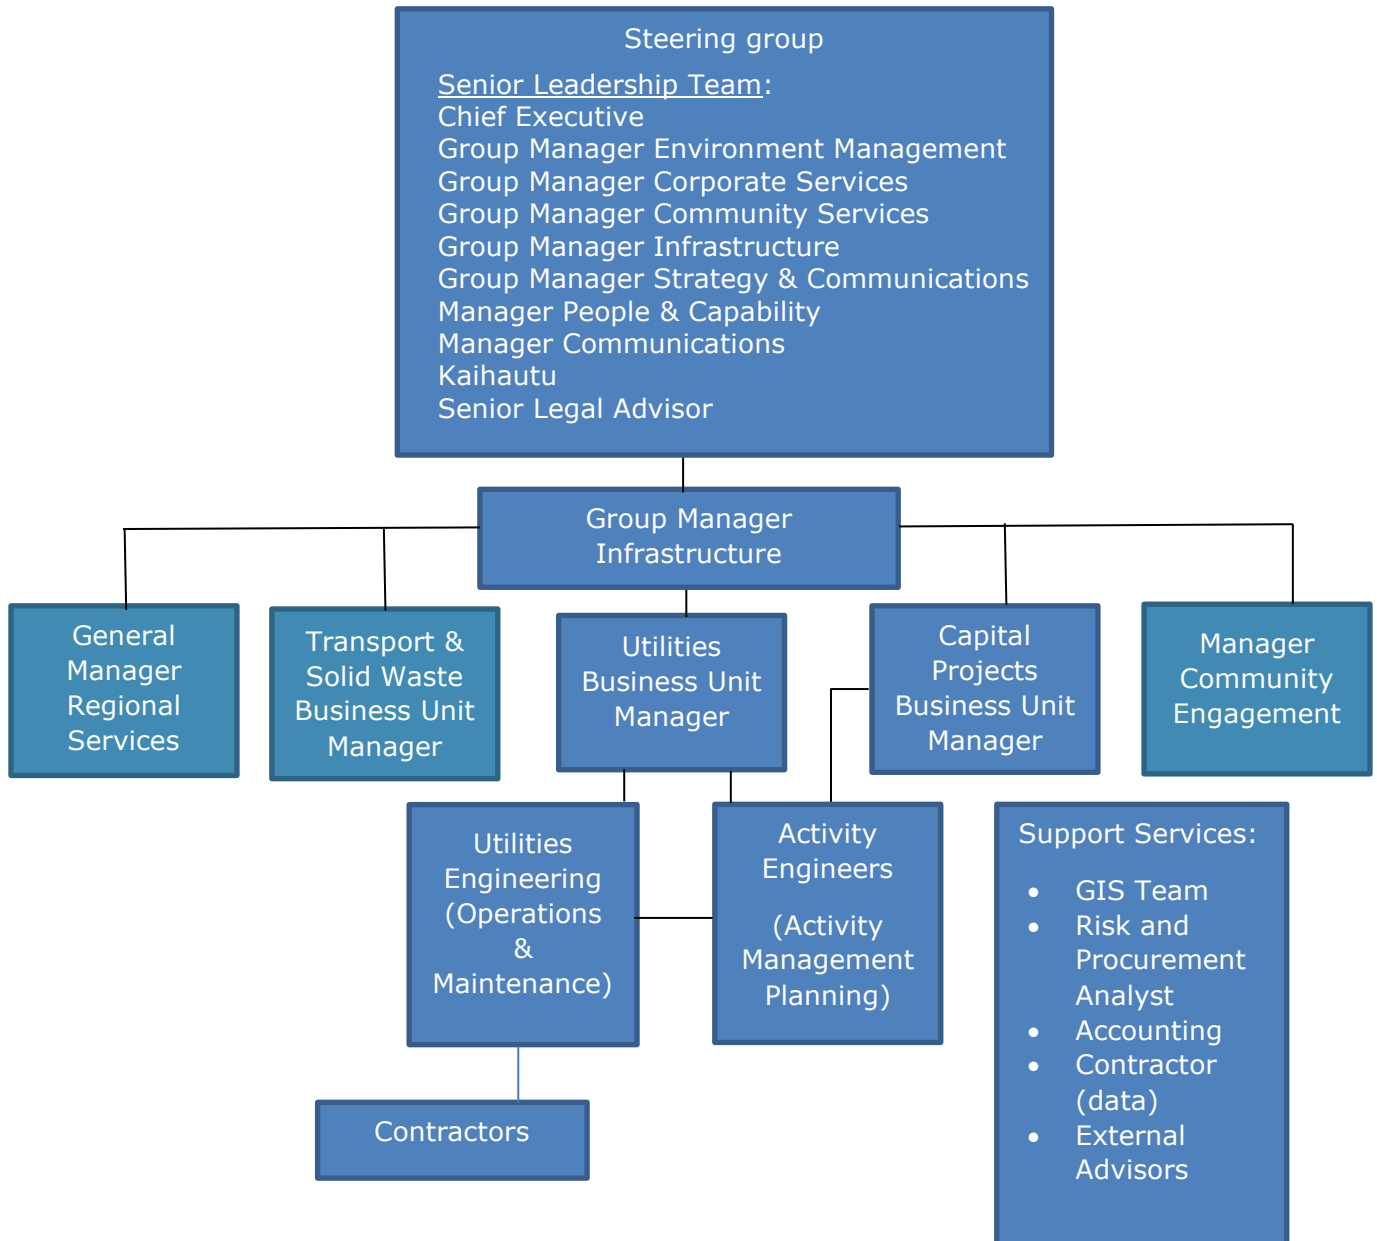 Steering group
Senior Leadership Team:
Chief Executive
Group Manager Environment Management
Group Manager Corporate Services
Group Manager Community Services
Group Manager Infrastructure
Group Manager Strategy & Communications
Manager People & Capability
Manager Communications
Kaihautu
Senior Legal Advisor
Group Manager
Infrastructure
General
Manager
Regional
Services
Transport &
Solid Waste
Business Unit
Manager
Utilities
Business Unit
Manager
Capital
Projects
Business Unit
Manager
Manager
Community
Engagement
Utilities
Engineering
(Operations
&
Maintenance)
Activity
Engineers
(Activity
Management
Planning)
Support Services:
• GIS Team
• Risk and
Procurement
Analyst
• Accounting
• Contractor
(data)
• External
Advisors
Contractors